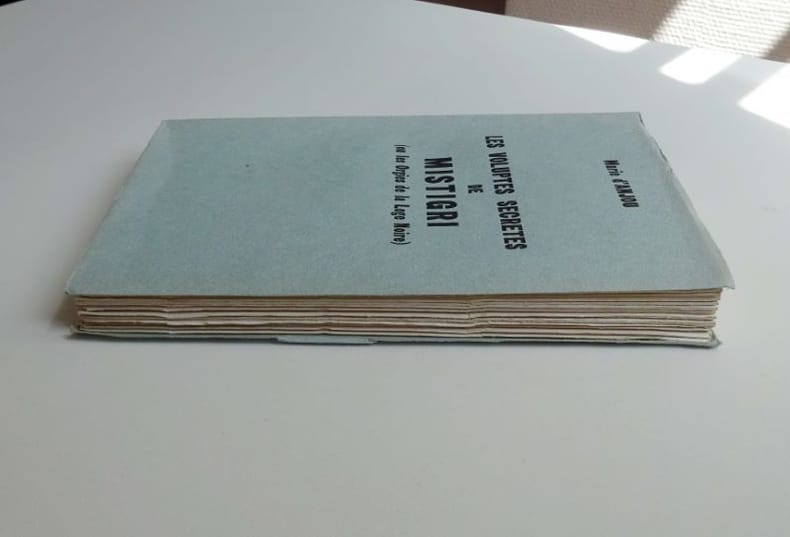 Marie d'ANJOU
LES VOLUPTES SECRETES
DE
MISTIGRI
(ou les Orgies de la Loge Noire)